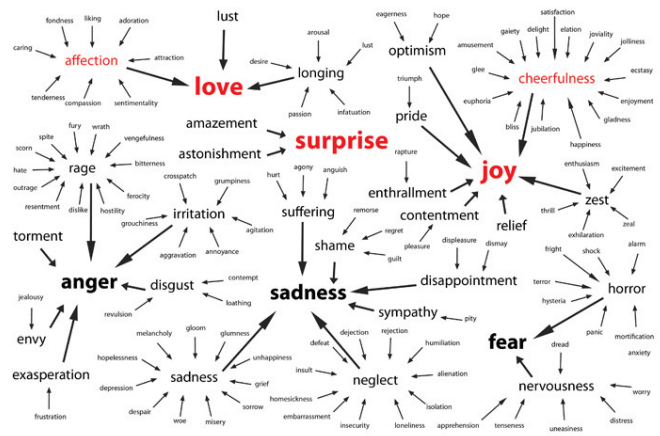 lust
fondness
liking
adoration
caring
affection
attraction
tenderness
compassion
sentimentality
love
arousal
desire
lust
longing
passion
infatuation
eagerness
hope
optimism
triumph
pride
satisfaction
gaiety
delight
elation
joviality
amusement
jolliness
glee
cheerfulness
ecstasy
euphoria
enjoyment
bliss
jubilation
gladness
happiness
amazement
astonishment
surprise
joy
rapture
enthrallment
contentment
pleasure
relief
enthusiasm
excitement
zest
thrill
exhilaration
zeal
fury
wrath
spite
vengefulness
scorn
hate
rage
bitterness
outrage
ferocity
resentment
dislike
hostility
crosspatch
grumpiness
irritation
grouchiness
agitation
aggravation
annoyance
torment
anger
disgust
contempt
loathing
revulsion
jealousy
envy
exasperation
frustration
hurt
agony
anguish
suffering
remorse
shame
regret
guilt
displeasure
dismay
disappointment
sadness
sympathy
pity
melancholy
gloom
glumness
hopelessness
unhappiness
sadness
depression
grief
despair
woe
misery
sorrow
defeat
dejection
rejection
humiliation
insult
neglect
alienation
homesickness
isolation
embarrassment
insecurity
loneliness
fright
shock
alarm
terror
hysteria
horror
panic
mortification
anxiety
fear
dread
nervousness
worry
apprehension
tenseness
uneasiness
distress